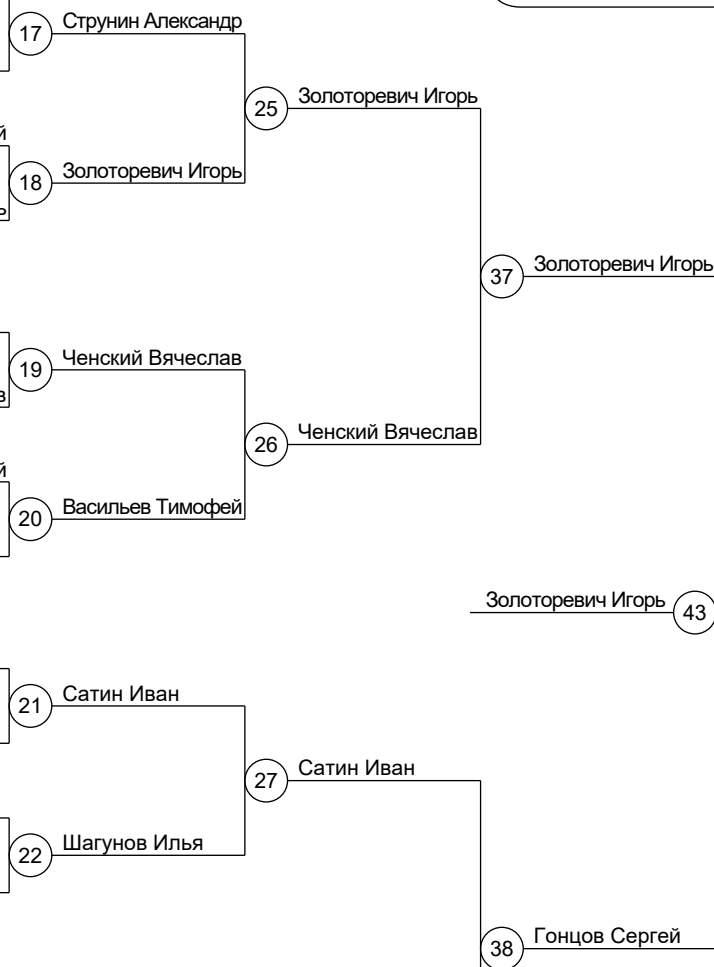 17 Струнин Александр
25 Золоторевич Игорь
й
18 Золоторевич Игорь
ь
37 Золоторевич Игорь
19 Ченский Вячеслав
в
26 Ченский Вячеслав
й
20 Васильев Тимофей
Золоторевич Игорь 43
21 Сатин Иван
27 Сатин Иван
22 Шагунов Илья
38 Гонцов Сергей